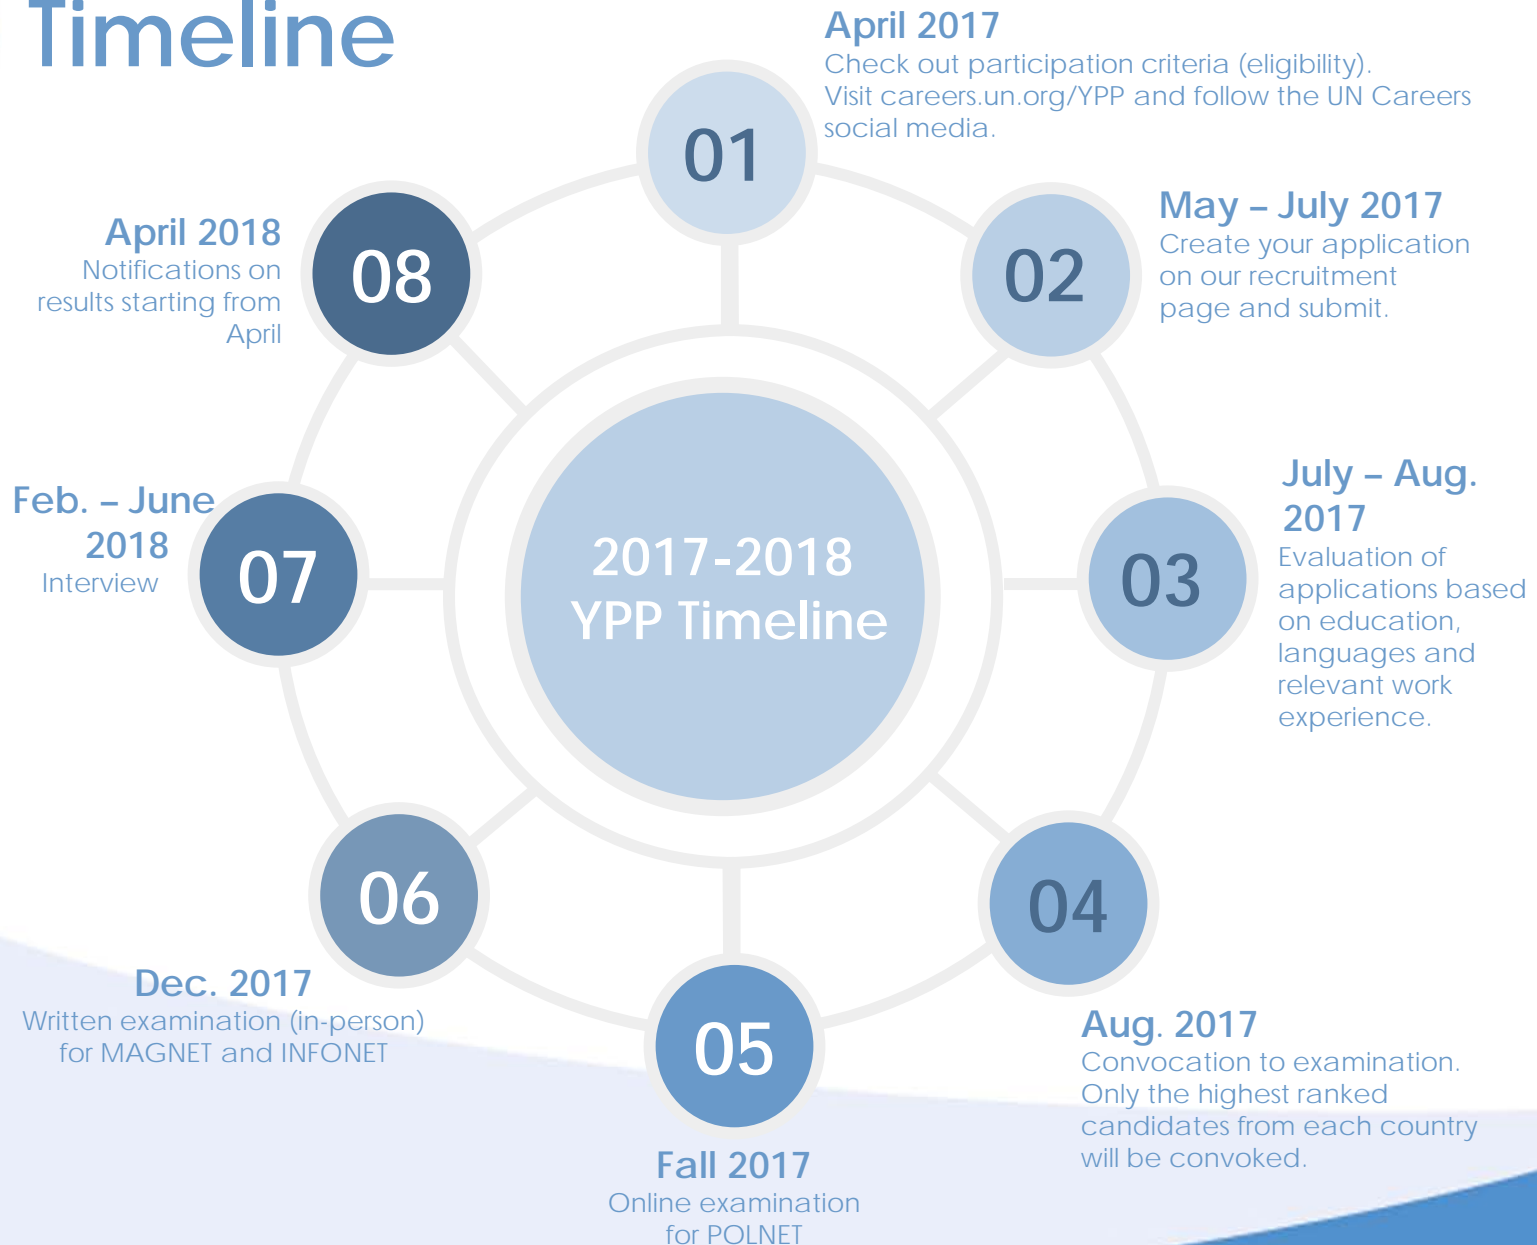 Timeline
01
April 2017
Check out participation criteria (eligibility).
Visit careers.un.org/YPP and follow the UN Careers
social media.
02
May – July 2017
Create your application
on our recruitment
page and submit.
03
July – Aug.
2017
Evaluation of
applications based
on education,
languages and
relevant work
experience.
04
Aug. 2017
Convocation to examination.
Only the highest ranked
candidates from each country
will be convoked.
05
Fall 2017
Online examination
for POLNET
06
Dec. 2017
Written examination (in-person)
for MAGNET and INFONET
07
Feb. – June
2018
Interview
08
April 2018
Notifications on
results starting from
April
2017-2018
YPP Timeline